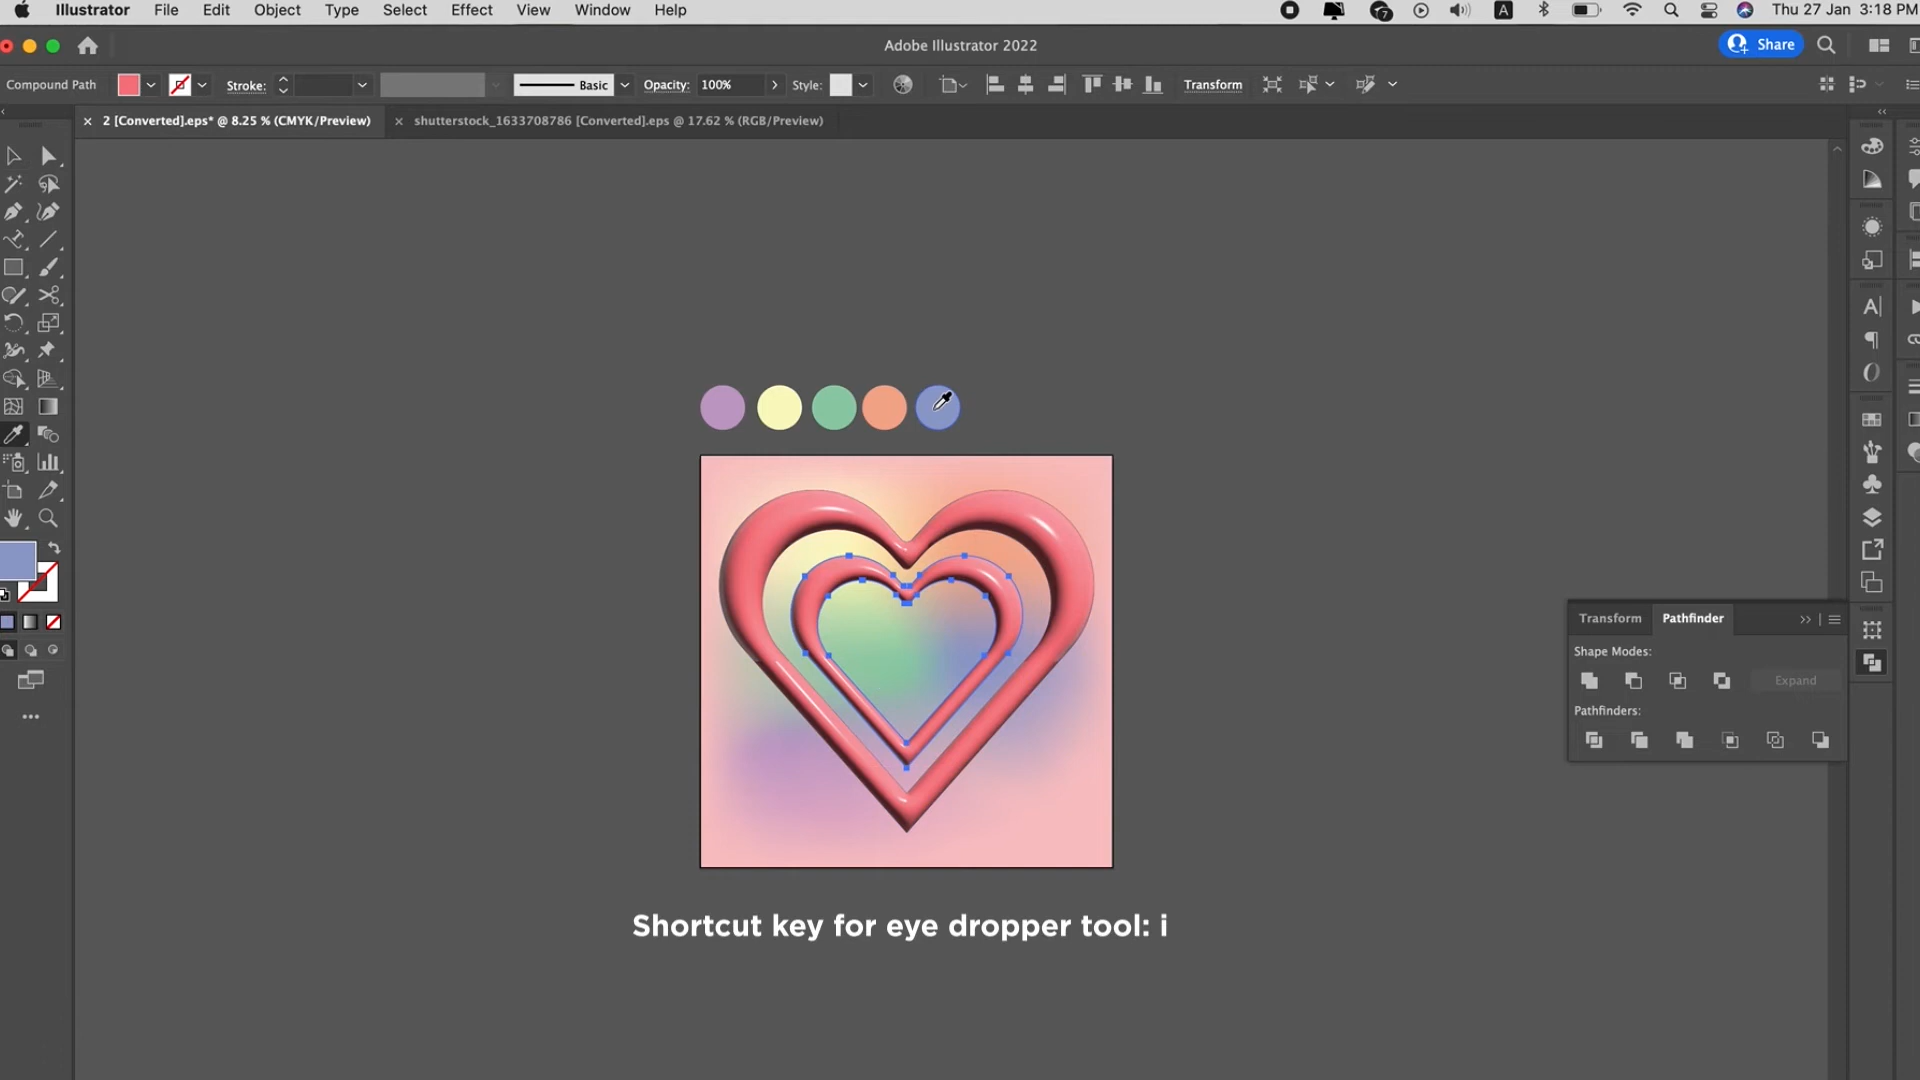 Illustrator File Edit Object Type Select Effect View Window Help A Thu 27 Jan 3:18 PM
Adobe Illustrator 2022 Share
Compound Path Stroke: Basic Opacity: 100% Style: Transform
× 2 [Converted].eps* @ 8.25 % (CMYK/Preview) × shutterstock_1633708786 [Converted].eps @ 17.62 % (RGB/Preview)
Transform Pathfinder
Shape Modes:
Expand
Pathfinders:
Shortcut key for eye dropper tool: i